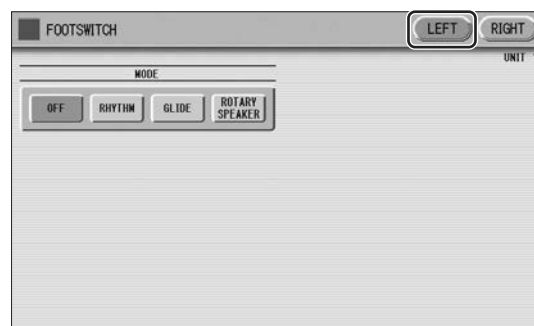 FOOTSWITCH LEFT RIGHT
UNIT
MODE
OFF RHYTHM GLIDE ROTARY
SPEAKER